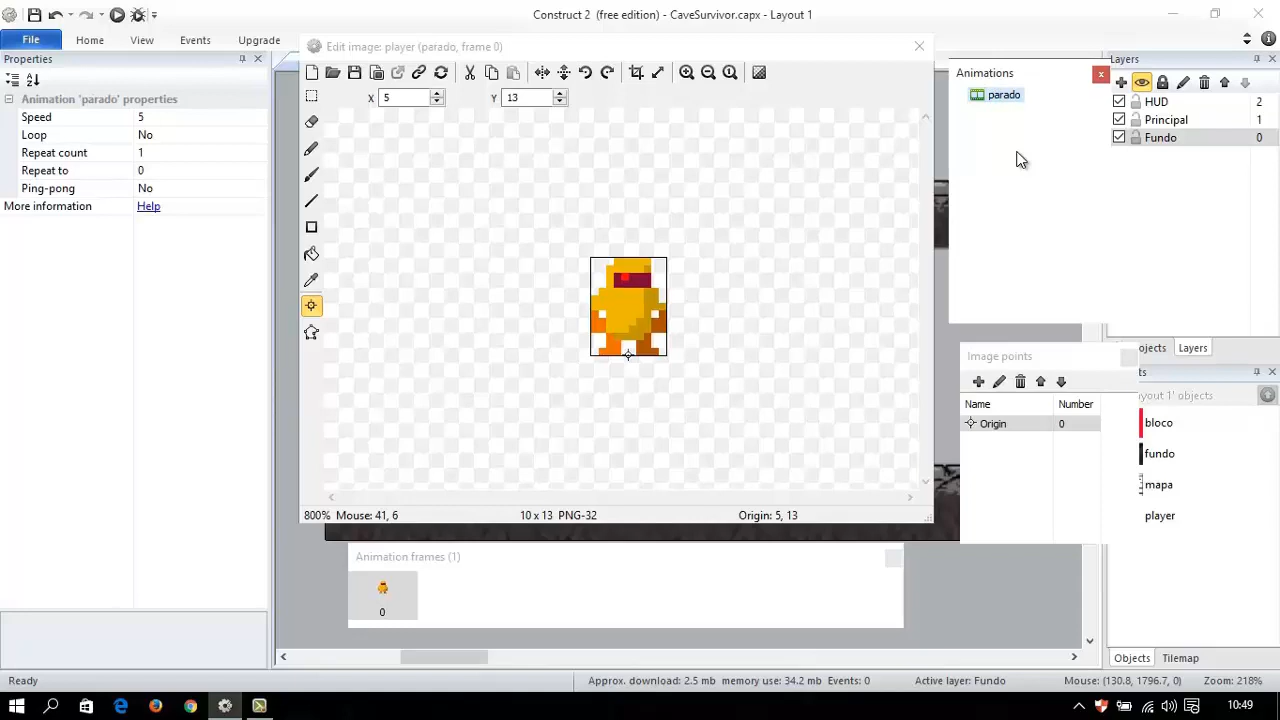 Construct 2 (free edition) - CaveSurvivor.capx - Layout 1
File
Home
View
Events
Upgrade
Properties
Animation 'parado' properties
Speed 5
Loop No
Repeat count 1
Repeat to 0
Ping-pong No
More information Help
Edit image: player (parado, frame 0)
X 5
Y 13
800% Mouse: 41, 6
10 x 13 PNG-32
Origin: 5, 13
Animation frames (1)
0
Animations
parado
Layers
HUD 2
Principal 1
Fundo 0
Layers
Image points
Name Number
Origin 0
bloco
fundo
mapa
player
Objects
Tilemap
Ready
Approx. download: 2.5 mb memory use: 34.2 mb Events: 0
Active layer: Fundo
Mouse: (130.8, 1796.7, 0)
Zoom: 218%
10:49